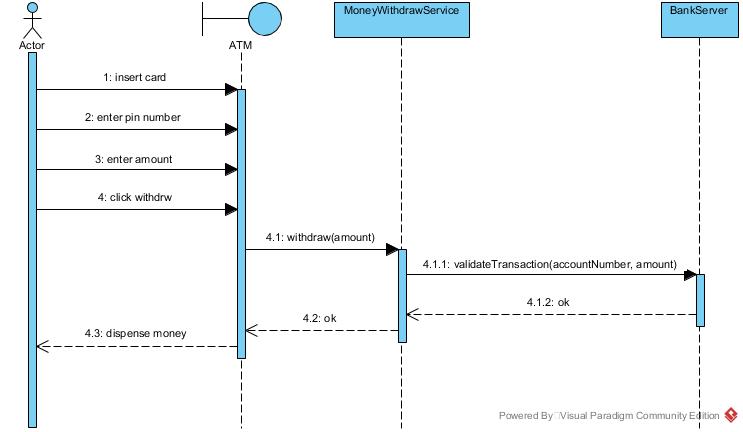 MoneyWithdrawService
BankServer
Actor
ATM
1: insert card
2: enter pin number
3: enter amount
4: click withdrw
4.1: withdraw(amount)
4.1.1: validateTransaction(accountNumber, amount)
4.1.2: ok
4.2: ok
4.3: dispense money
Powered By Visual Paradigm Community Edition